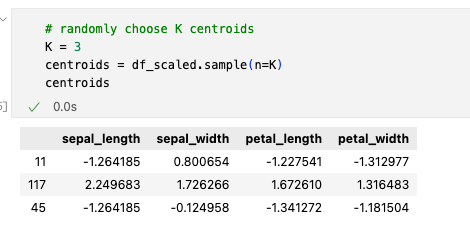 # randomly choose K centroids
K = 3
centroids = df_scaled.sample(n=K)
centroids
✓ 0.0s
sepal_length sepal_width petal_length petal_width
11 -1.264185 0.800654 -1.227541 -1.312977
117 2.249683 1.726266 1.672610 1.316483
45 -1.264185 -0.124958 -1.341272 -1.181504